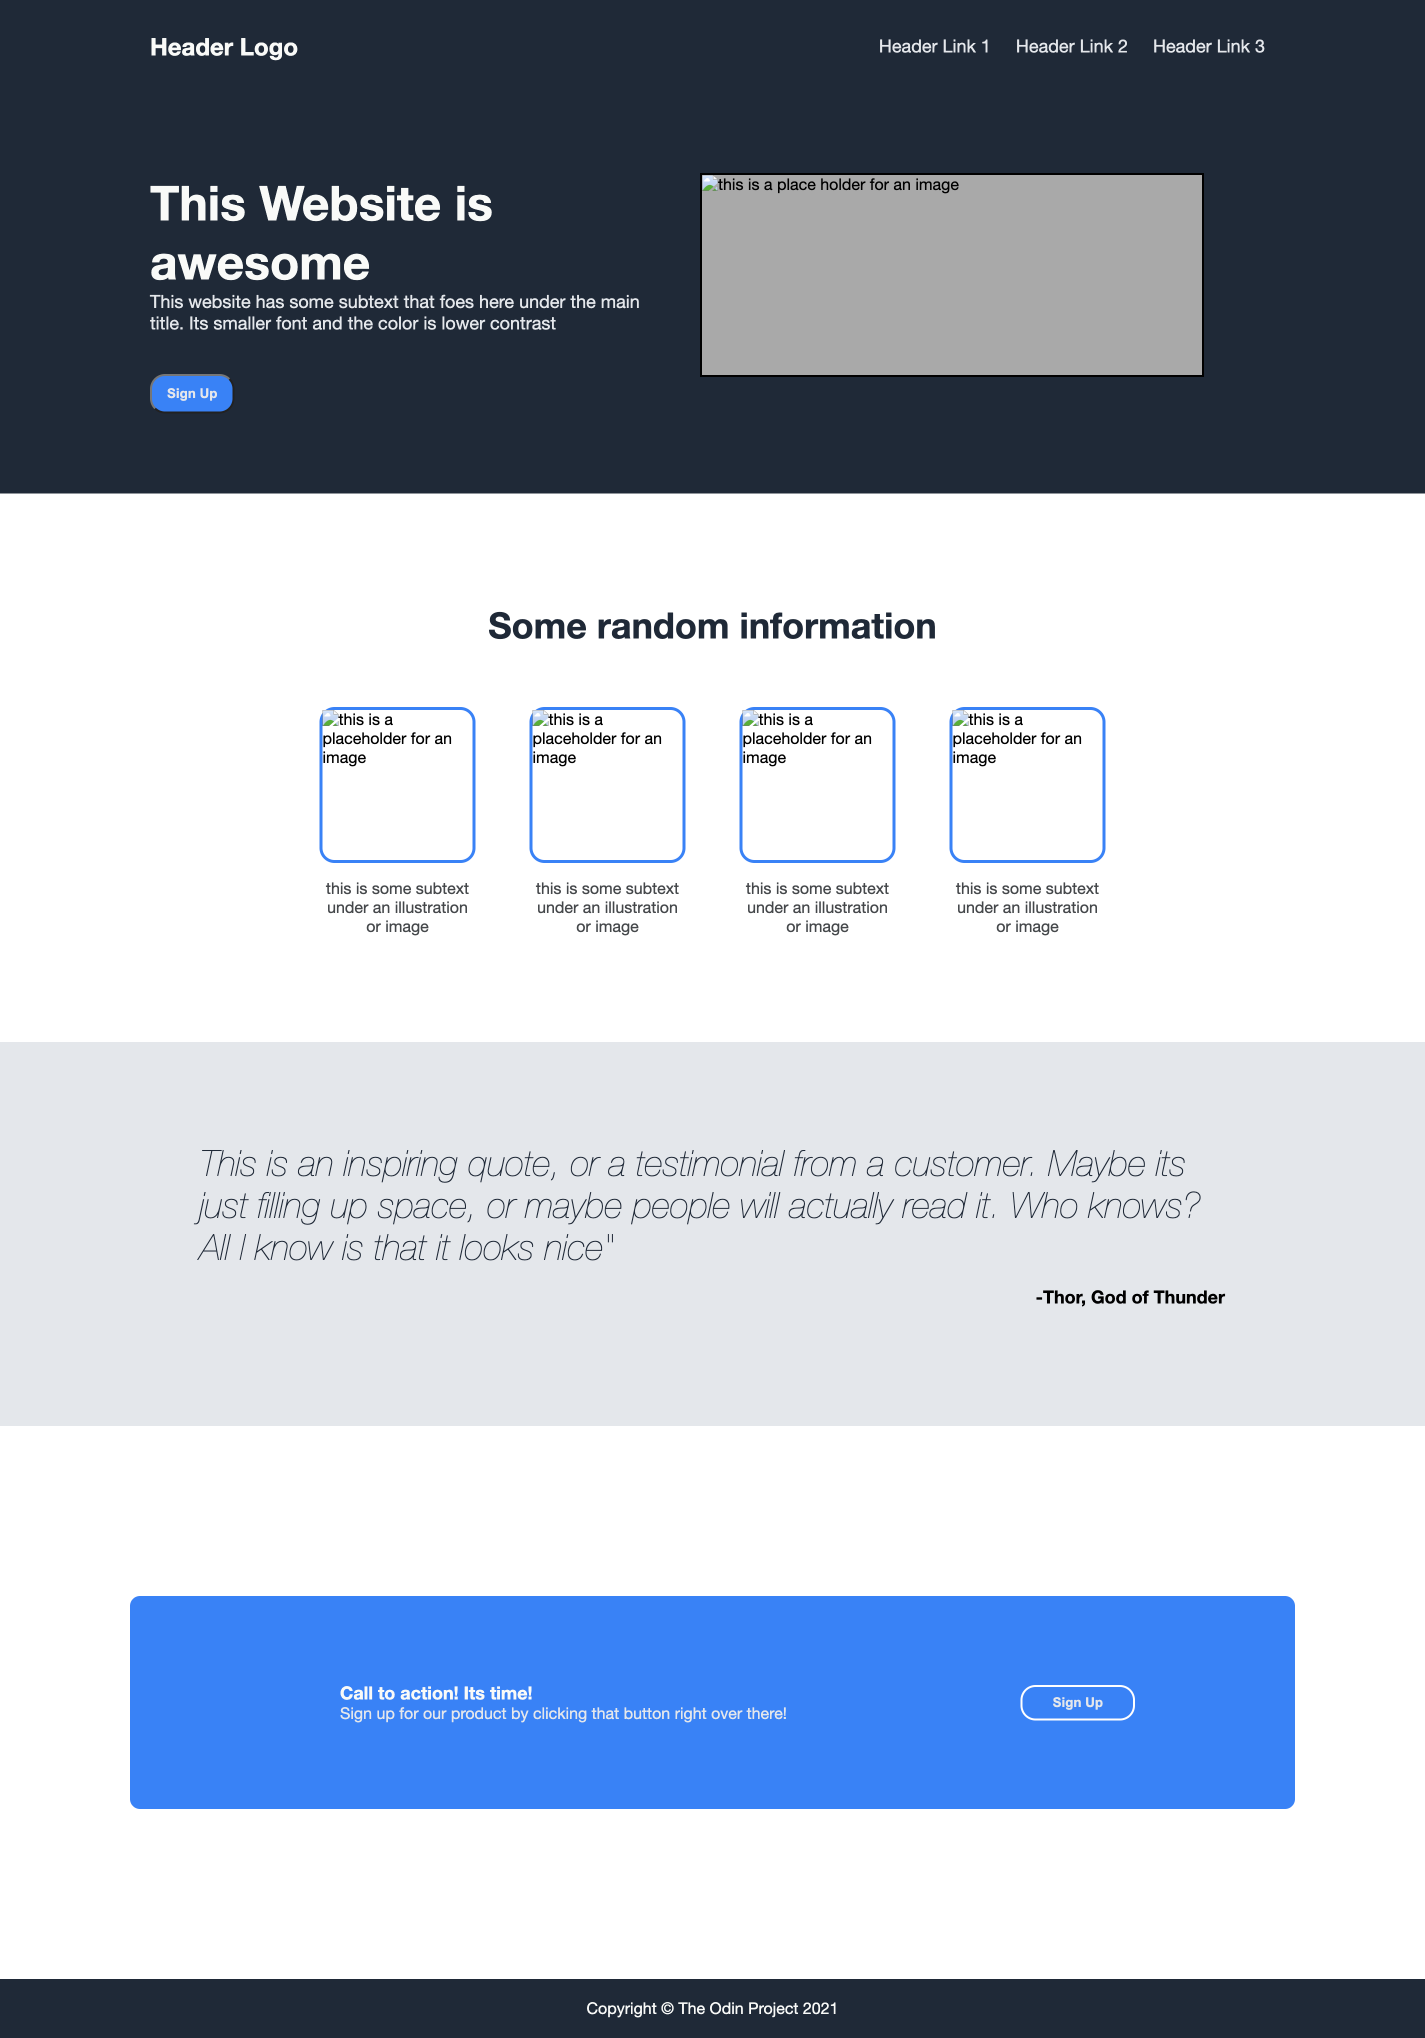 Header Logo
Header Link 1
Header Link 2
Header Link 3
This Website is
awesome
This website has some subtext that foes here under the main
title. Its smaller font and the color is lower contrast
Sign Up
this is a place holder for an image
Some random information
this is a
placeholder for an
image
this is a
placeholder for an
image
this is a
placeholder for an
image
this is a
placeholder for an
image
this is some subtext
under an illustration
or image
this is some subtext
under an illustration
or image
this is some subtext
under an illustration
or image
this is some subtext
under an illustration
or image
This is an inspiring quote, or a testimonial from a customer. Maybe its
just filling up space, or maybe people will actually read it. Who knows?
All I know is that it looks nice"
-Thor, God of Thunder
Call to action! Its time!
Sign up for our product by clicking that button right over there!
Sign Up
Copyright © The Odin Project 2021